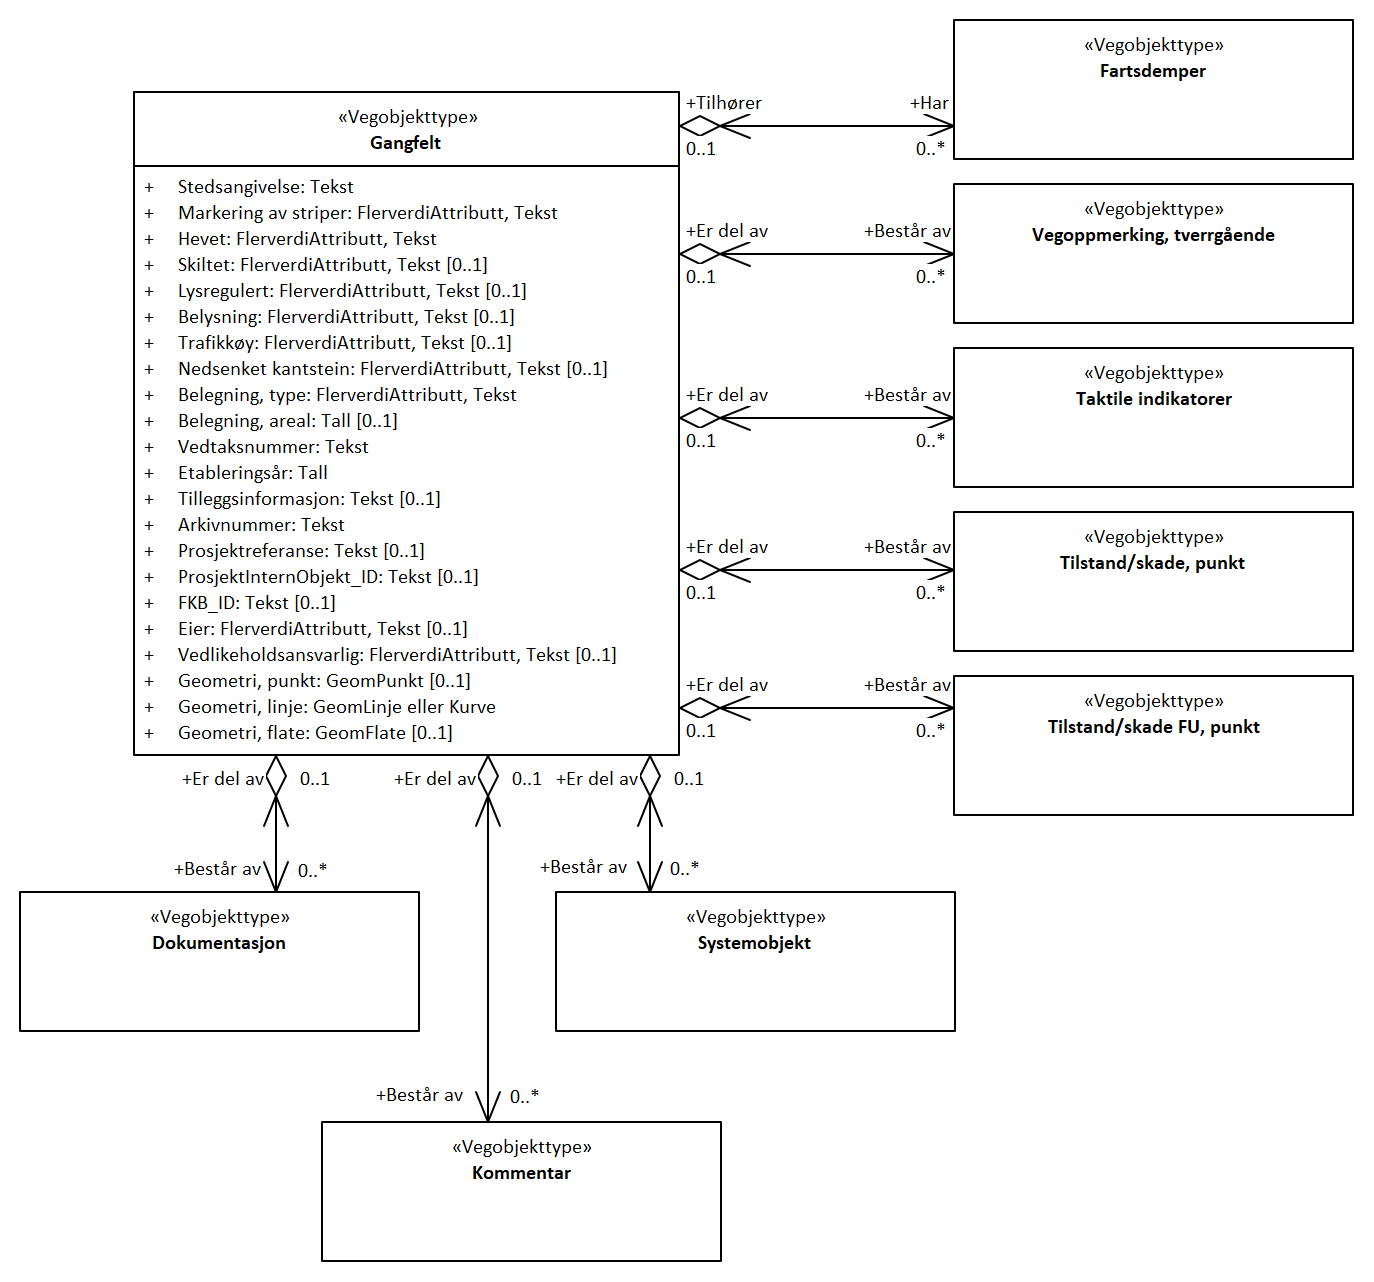 «Vegobjekttype»
Gangfelt
+ Stedsangivelse: Tekst
+ Markering av striper: FlerverdiAttributt, Tekst
+ Hevet: FlerverdiAttributt, Tekst
+ Skiltet: FlerverdiAttributt, Tekst [0..1]
+ Lysregulert: FlerverdiAttributt, Tekst [0..1]
+ Belysning: FlerverdiAttributt, Tekst [0..1]
+ Trafikkøy: FlerverdiAttributt, Tekst [0..1]
+ Nedsenket kantstein: FlerverdiAttributt, Tekst [0..1]
+ Belegning, type: FlerverdiAttributt, Tekst
+ Belegning, areal: Tall [0..1]
+ Vedtaksnummer: Tekst
+ Etableringsår: Tall
+ Tilleggsinformasjon: Tekst [0..1]
+ Arkivnummer: Tekst
+ Prosjektreferanse: Tekst [0..1]
+ ProsjektInternObjekt_ID: Tekst [0..1]
+ FKB_ID: Tekst [0..1]
+ Eier: FlerverdiAttributt, Tekst [0..1]
+ Vedlikeholdsansvarlig: FlerverdiAttributt, Tekst [0..1]
+ Geometri, punkt: GeomPunkt [0..1]
+ Geometri, linje: GeomLinje eller Kurve
+ Geometri, flate: GeomFlate [0..1]
+Tilhører +Har
0..1 0..*
«Vegobjekttype»
Fartsdemper
+Er del av +Består av
0..1 0..*
«Vegobjekttype»
Vegoppmerking, tverrgående
+Er del av +Består av
0..1 0..*
«Vegobjekttype»
Taktile indikatorer
+Er del av +Består av
0..1 0..*
«Vegobjekttype»
Tilstand/skade, punkt
+Er del av +Består av
0..1 0..*
«Vegobjekttype»
Tilstand/skade FU, punkt
+Er del av 0..1 +Er del av 0..1 +Er del av 0..1
+Består av 0..* +Består av 0..*
«Vegobjekttype»
Dokumentasjon
«Vegobjekttype»
Systemobjekt
+Består av 0..*
«Vegobjekttype»
Kommentar